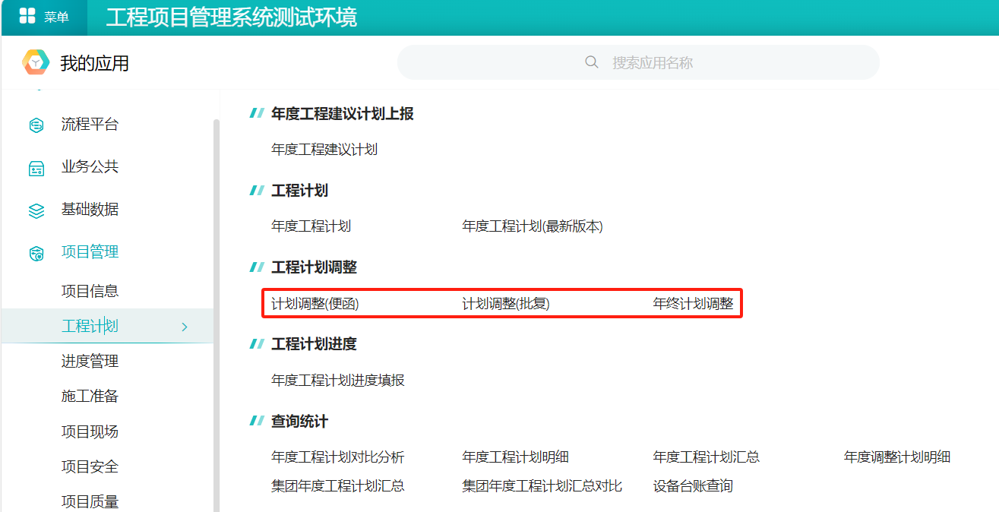 菜单 工程项目管理系统测试环境
我的应用 搜索应用名称
流程平台
业务公共
基础数据
项目管理
项目信息
工程计划
进度管理
施工准备
项目现场
项目安全
项目质量
年度工程建议计划上报
年度工程建议计划
工程计划
年度工程计划 年度工程计划(最新版本)
工程计划调整
计划调整(便函) 计划调整(批复) 年终计划调整
工程计划进度
年度工程计划进度填报
查询统计
年度工程计划对比分析 年度工程计划明细 年度工程计划汇总 年度调整计划明细
集团年度工程计划汇总 集团年度工程计划汇总对比 设备台账查询